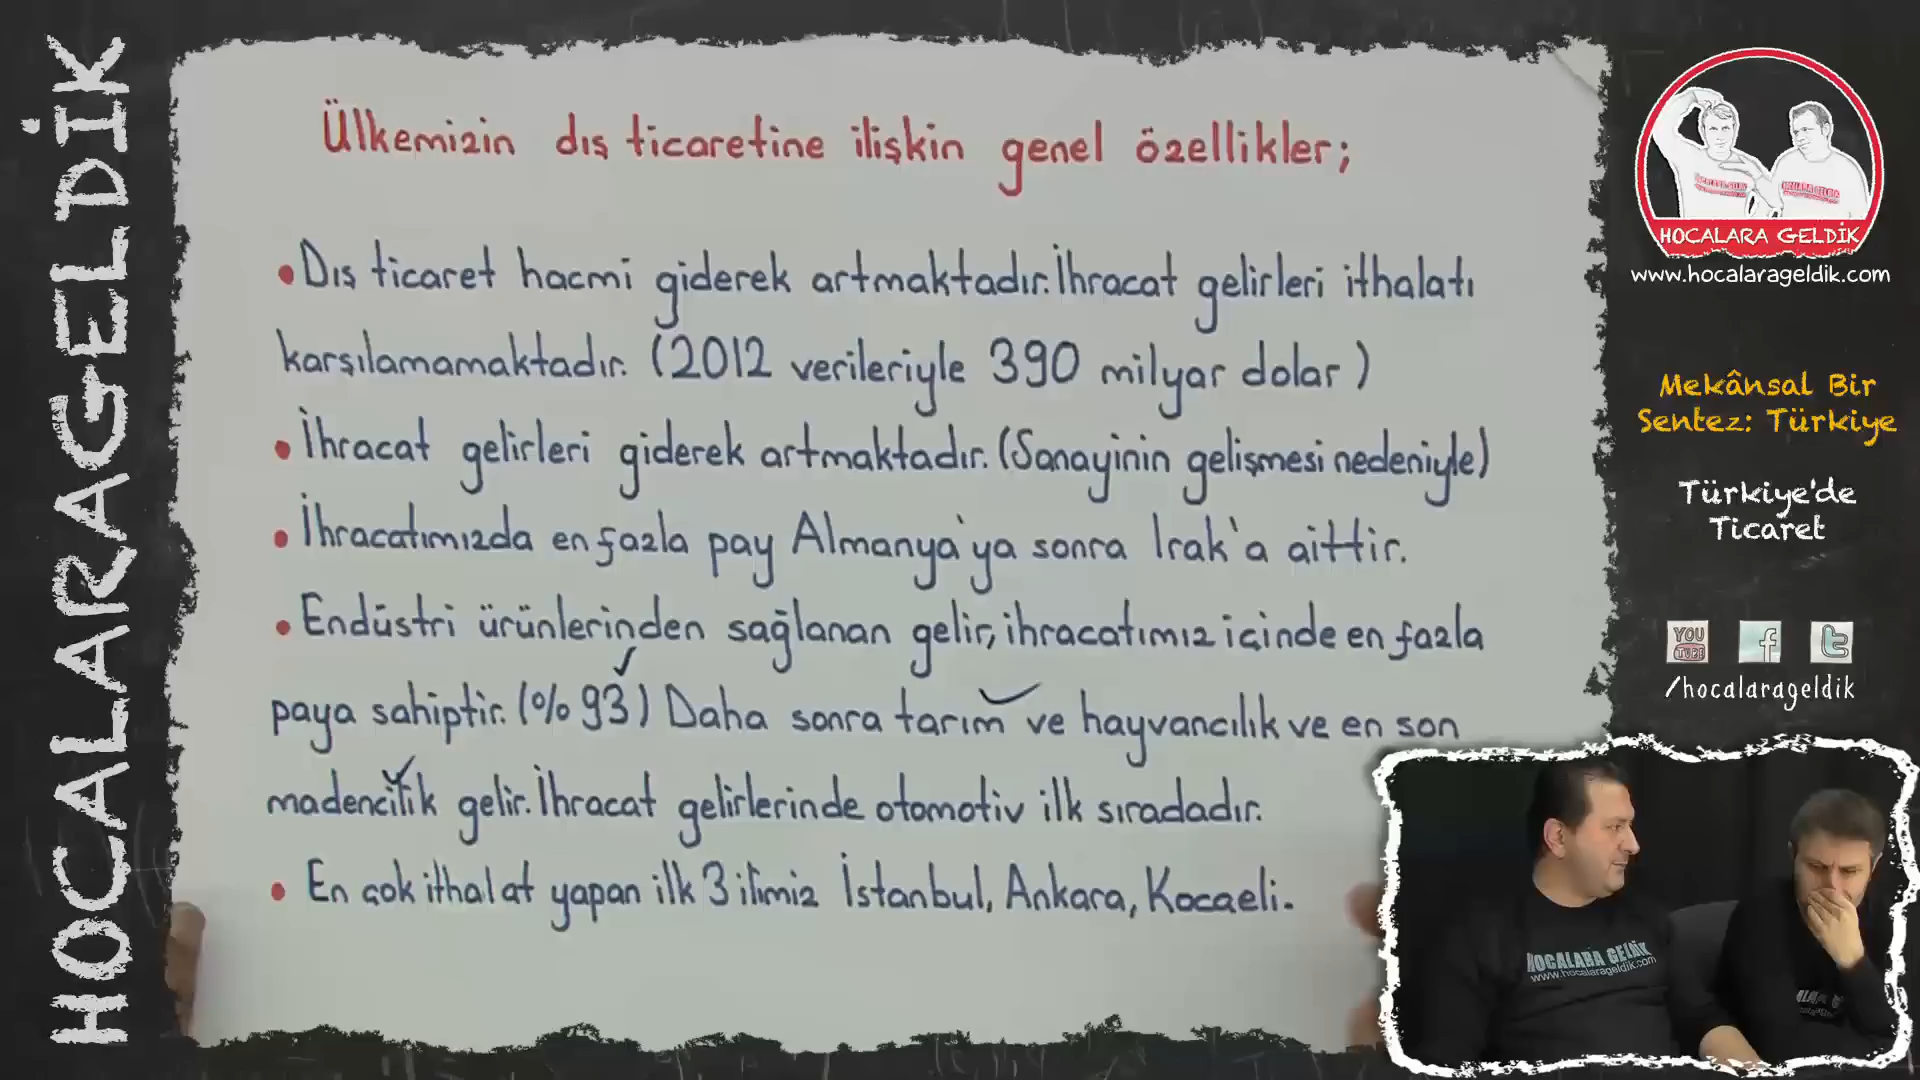 HOCALARAGELDİK
Ülkemizin dış ticaretine ilişkin genel özellikler;
• Dış ticaret hacmi giderek artmaktadır. İhracat gelirleri ithalatı
karşılamamaktadır. (2012 verileriyle 390 milyar dolar)
• İhracat gelirleri giderek artmaktadır. (Sanayinin gelişmesi nedeniyle)
• İhracatımızda en fazla pay Almanya'ya sonra Irak'a aittir.
• Endüstri ürünlerinden sağlanan gelir, ihracatımız içinde en fazla
paya sahiptir. (%93) Daha sonra tarım ve hayvancılık ve en son
madencilik gelir. İhracat gelirlerinde otomotiv ilk sıradadır.
• En çok ithalat yapan ilk 3 ilimiz İstanbul, Ankara, Kocaeli.
HOCALARA GELDİK
www.hocalarageldik.com
Mekânsal Bir
Sentez: Türkiye
Türkiye'de
Ticaret
YOU
TUBE
f
t
/hocalarageldik
HOCALARA GELDİK
www.hocalarageldik.com